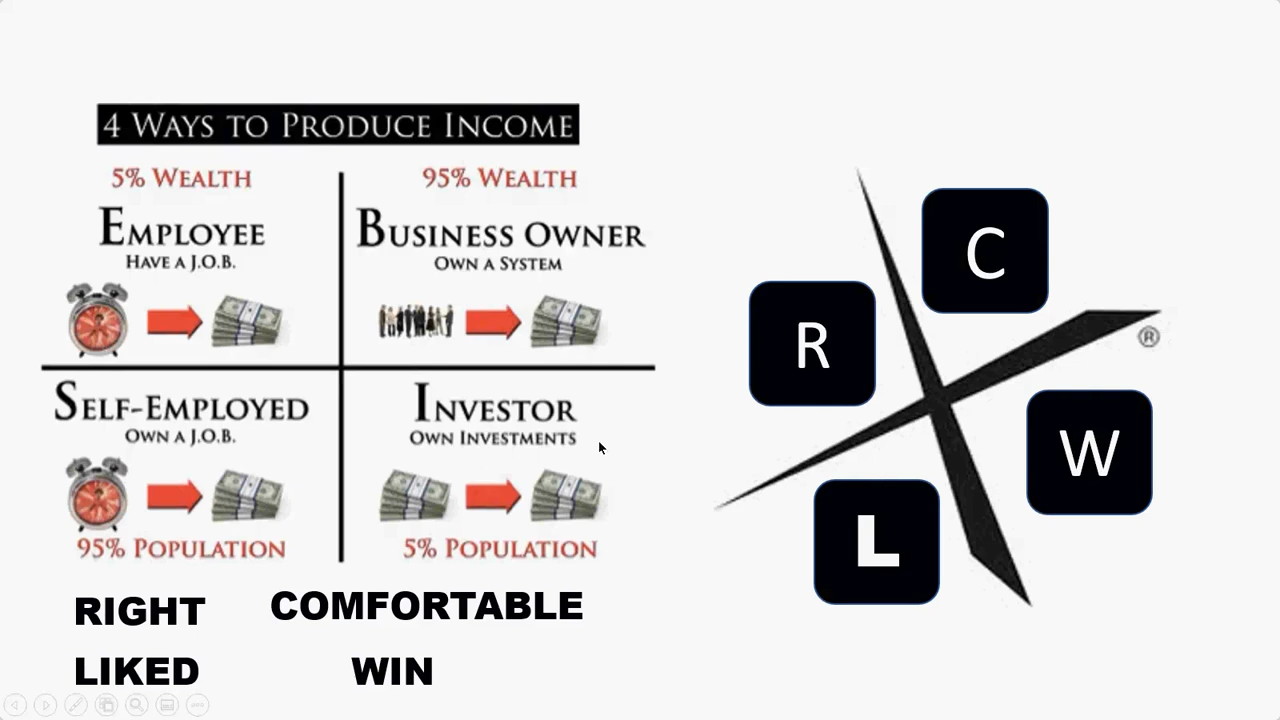 4 Ways to Produce Income
5% Wealth
95% Wealth
Employee
Have a J.O.B.
Business Owner
Own a System
Self-Employed
Own a J.O.B.
Investor
Own Investments
95% Population
5% Population
RIGHT
COMFORTABLE
LIKED
WIN
C
R
®
W
L